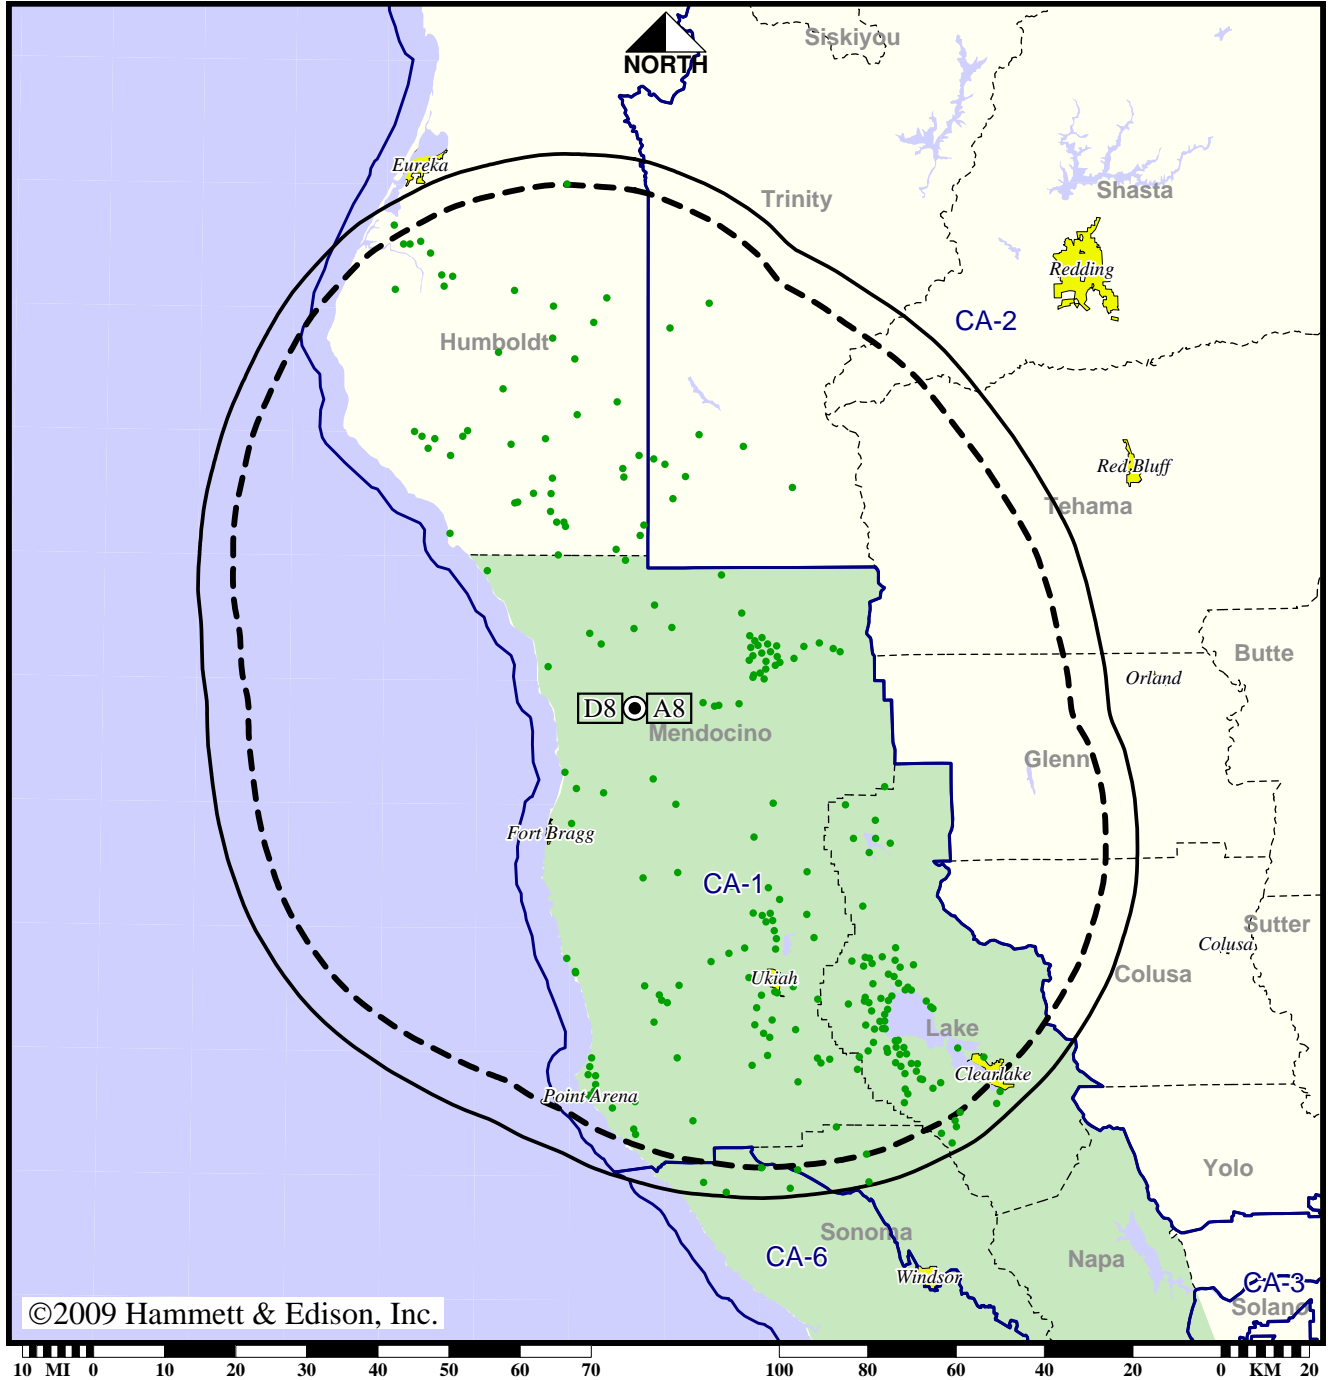 Siskiyou
NORTH
Eureka
Trinity
Shasta
Redding
CA-2
Humboldt
Red Bluff
Tehama
Butte
Orland
D8
A8
Mendocino
Glenn
Fort Bragg
CA-1
Sutter
Colusa
Colusa
Ukiah
Lake
Clearlake
Point Arena
Yolo
Sonoma
CA-6
Napa
Windsor
CA-3
Solano
©2009 Hammett & Edison, Inc.
10 MI 0 10 20 30 40 50 60 70 100 80 60 40 20 0 KM 20